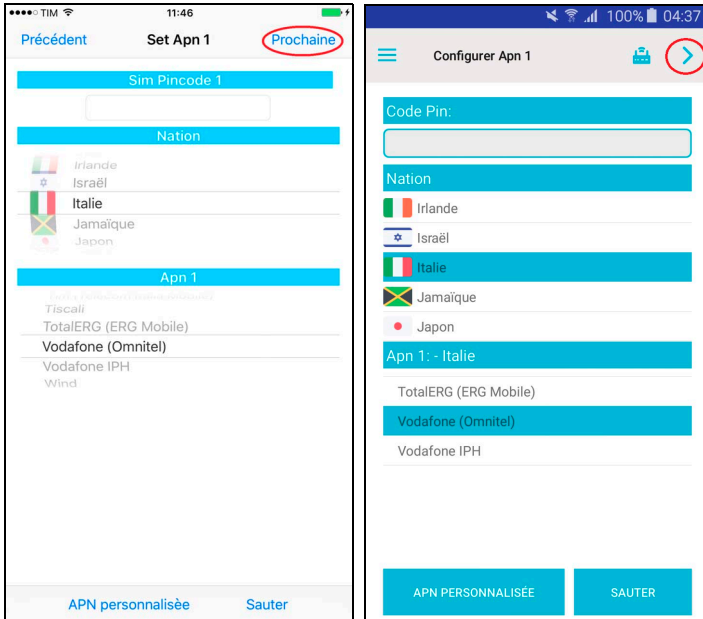 TIM 11:46
Précédent Set Apn 1 Prochaine
Sim Pincode 1
Nation
Irlande
Israël
Italie
Jamaïque
Japon
Apn 1
Tiscali
TotalERG (ERG Mobile)
Vodafone (Omnitel)
Vodafone IPH
Wind
APN personnalisèe Sauter
100% 04:37
Configurer Apn 1
Code Pin:
Nation
Irlande
Israël
Italie
Jamaïque
Japon
Apn 1: - Italie
TotalERG (ERG Mobile)
Vodafone (Omnitel)
Vodafone IPH
APN PERSONNALISÉE SAUTER